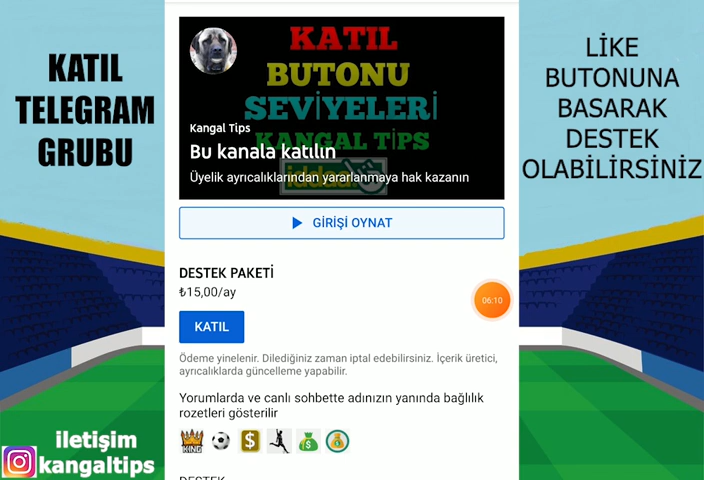 KATIL
TELEGRAM
GRUBU
KATIL
BUTONU
SEVİYELERİ
KANGAL TİPS
iddaa
Kangal Tips
Bu kanala katılın
Üyelik ayrıcalıklarından yararlanmaya hak kazanın
GİRİŞİ OYNAT
DESTEK PAKETİ
₺15,00/ay
KATIL
Ödeme yinelenir. Dilediğiniz zaman iptal edebilirsiniz. İçerik üretici,
ayrıcalıklarda güncelleme yapabilir.
Yorumlarda ve canlı sohbette adınızın yanında bağlılık
rozetleri gösterilir
KING
DESTEK
06:10
LİKE
BUTONUNA
BASARAK
DESTEK
OLABİLİRSİNİZ
iletişim
kangaltips